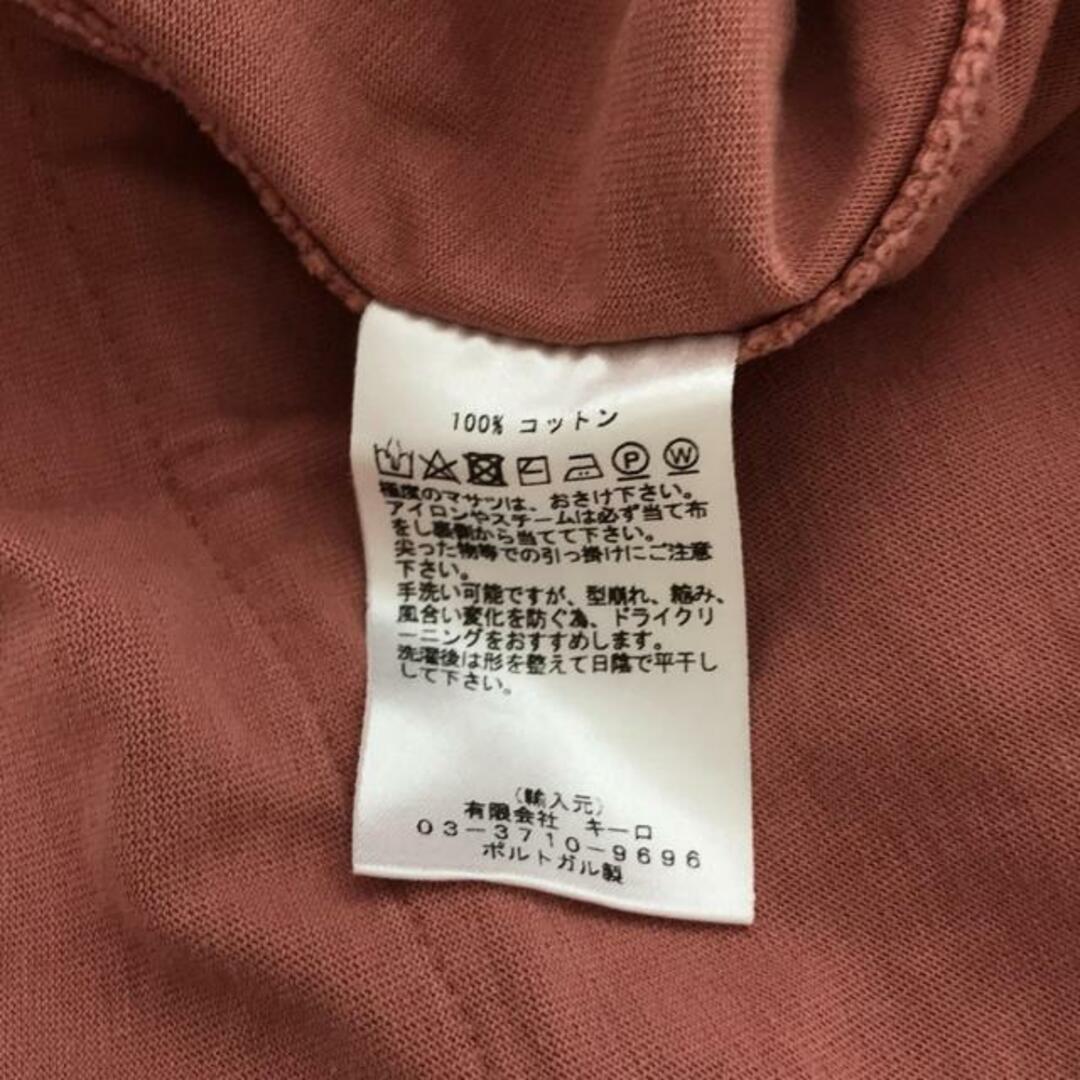 100% コットン
P W
極度のマサツは、おさけ下さい。
アイロンやスチームは必ず当て布
をし裏側から当てて下さい。
尖った物等での引っ掛けにご注意
下さい。
手洗い可能ですが、型崩れ、縮み、
風合い変化を防ぐ為、ドライクリ
ーニングをおすすめします。
洗濯後は形を整えて日陰で平干し
して下さい。
(輸入元)
有限会社 キーロ
03-3710-9696
ポルトガル製